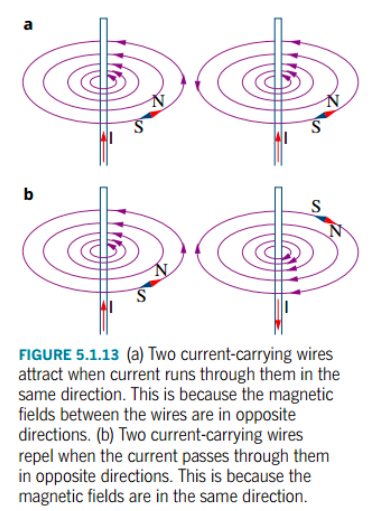 a
N
S
I
N
S
I
b
N
S
I
S
N
I
FIGURE 5.1.13 (a) Two current-carrying wires
attract when current runs through them in the
same direction. This is because the magnetic
fields between the wires are in opposite
directions. (b) Two current-carrying wires
repel when the current passes through them
in opposite directions. This is because the
magnetic fields are in the same direction.